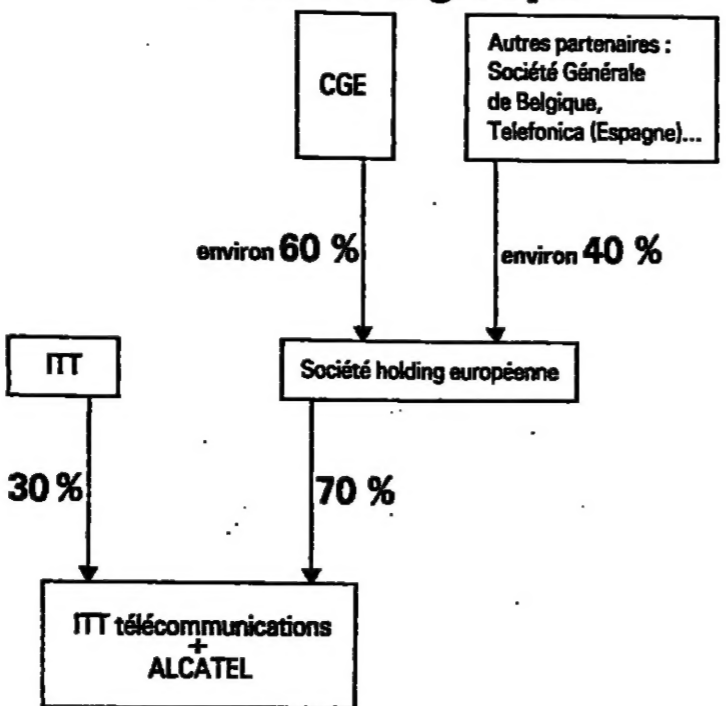 CGE
Autres partenaires :
Société Générale
de Belgique,
Telefonica (Espagne)...
environ 60 %
environ 40 %
ITT
Société holding européenne
30 %
70 %
ITT télécommunications
+
ALCATEL